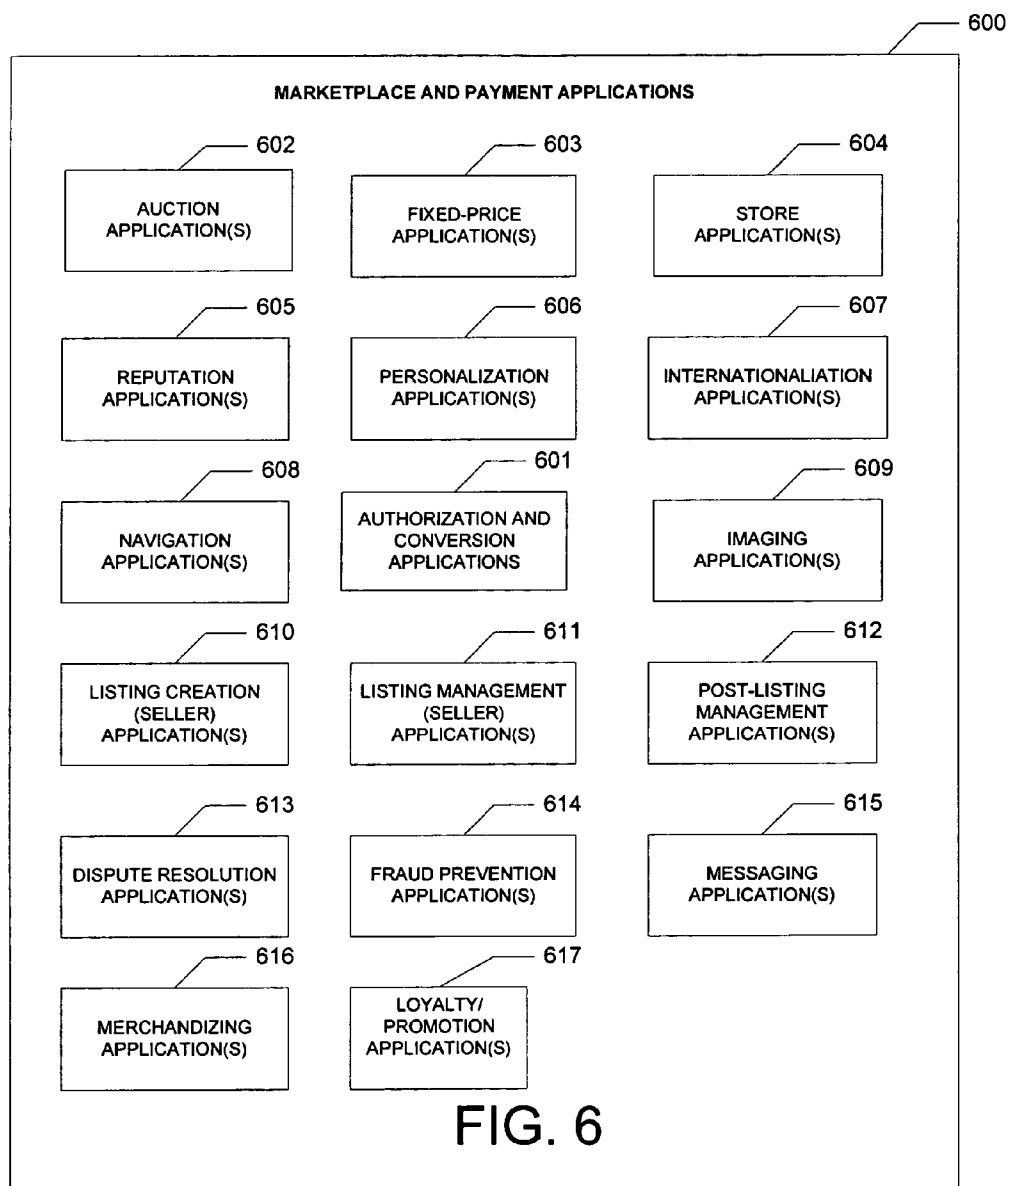 600
MARKETPLACE AND PAYMENT APPLICATIONS
602
AUCTION
APPLICATION(S)
603
FIXED-PRICE
APPLICATION(S)
604
STORE
APPLICATION(S)
605
REPUTATION
APPLICATION(S)
606
PERSONALIZATION
APPLICATION(S)
607
INTERNATIONALIATION
APPLICATION(S)
608
NAVIGATION
APPLICATION(S)
601
AUTHORIZATION AND
CONVERSION
APPLICATIONS
609
IMAGING
APPLICATION(S)
610
LISTING CREATION
(SELLER)
APPLICATION(S)
611
LISTING MANAGEMENT
(SELLER)
APPLICATION(S)
612
POST-LISTING
MANAGEMENT
APPLICATION(S)
613
DISPUTE RESOLUTION
APPLICATION(S)
614
FRAUD PREVENTION
APPLICATION(S)
615
MESSAGING
APPLICATION(S)
616
MERCHANDIZING
APPLICATION(S)
617
LOYALTY/
PROMOTION
APPLICATION(S)
FIG. 6